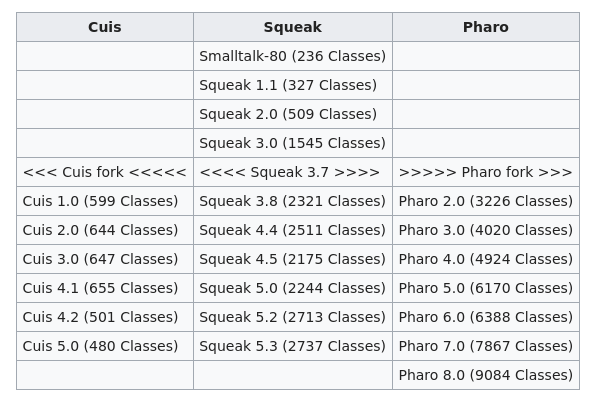 Cuis Squeak Pharo
Smalltalk-80 (236 Classes)
Squeak 1.1 (327 Classes)
Squeak 2.0 (509 Classes)
Squeak 3.0 (1545 Classes)
<<< Cuis fork <<<<< <<<< Squeak 3.7 >>>> >>>>> Pharo fork >>>
Cuis 1.0 (599 Classes) Squeak 3.8 (2321 Classes) Pharo 2.0 (3226 Classes)
Cuis 2.0 (644 Classes) Squeak 4.4 (2511 Classes) Pharo 3.0 (4020 Classes)
Cuis 3.0 (647 Classes) Squeak 4.5 (2175 Classes) Pharo 4.0 (4924 Classes)
Cuis 4.1 (655 Classes) Squeak 5.0 (2244 Classes) Pharo 5.0 (6170 Classes)
Cuis 4.2 (501 Classes) Squeak 5.2 (2713 Classes) Pharo 6.0 (6388 Classes)
Cuis 5.0 (480 Classes) Squeak 5.3 (2737 Classes) Pharo 7.0 (7867 Classes)
Pharo 8.0 (9084 Classes)